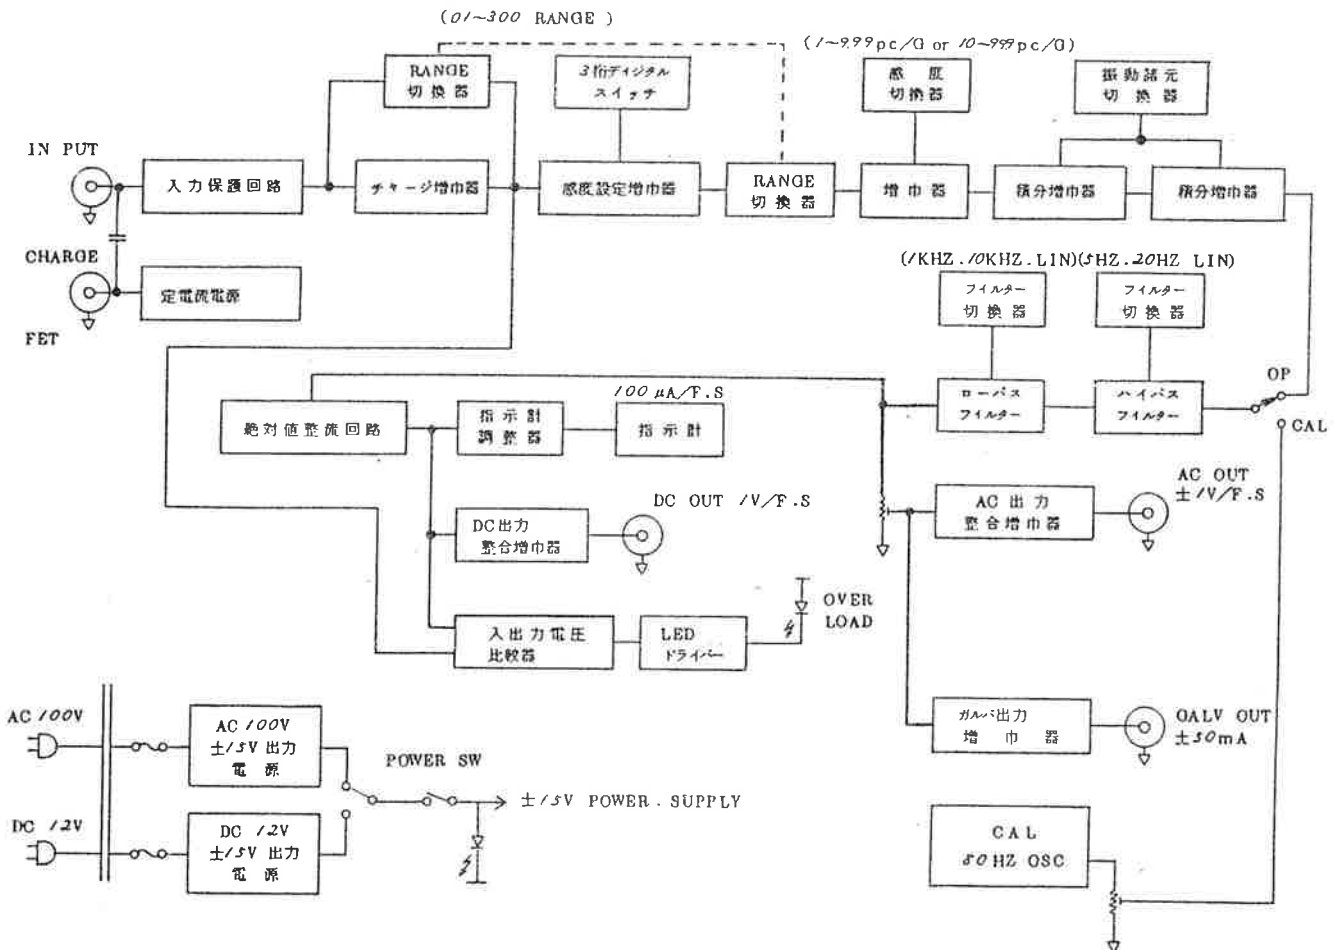 (01~300 RANGE )
(1~9.99pc/G or 10~99.9pc/G)
RANGE
切換器
3桁ディジタル
スイッチ
感度
切換器
振動諸元
切換器
IN PUT
入力保護回路
チャージ増巾器
感度設定増巾器
RANGE
切換器
増巾器
積分増巾器
積分増巾器
CHARGE
定電流電源
FET
(1KHZ.10KHZ.LIN)(5HZ.20HZ LIN)
フィルター
切換器
フィルター
切換器
100μA/F.S
絶対値整流回路
指示計
調整器
指示計
ローパス
フィルター
ハイパス
フィルター
OP
CAL
DC OUT 1V/F.S
DC出力
整合増巾器
AC出力
整合増巾器
AC OUT
±1V/F.S
入出力電圧
比較器
LED
ドライバー
OVER
LOAD
AC100V
AC100V
±15V出力
電源
POWER SW
±15V POWER.SUPPLY
DC12V
DC12V
±15V出力
電源
ガルバ出力
増巾器
GALV OUT
±30mA
CAL
80HZ OSC